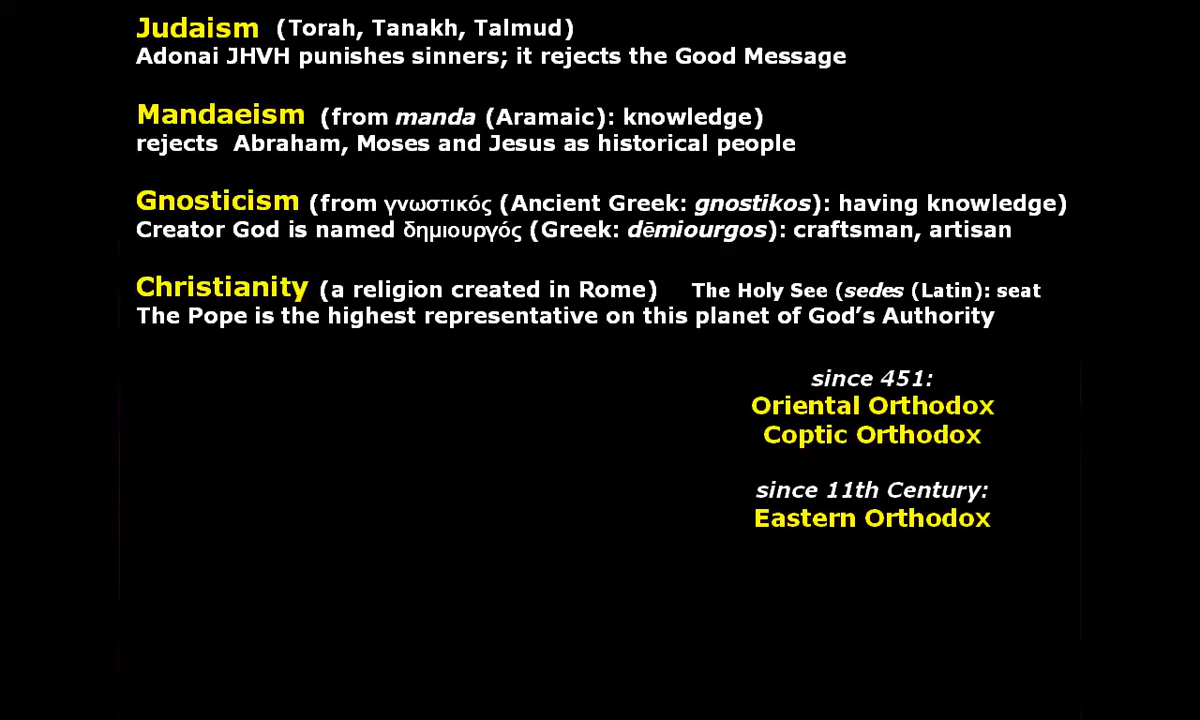 Judaism (Torah, Tanakh, Talmud)
Adonai JHVH punishes sinners; it rejects the Good Message
Mandaeism (from manda (Aramaic): knowledge)
rejects Abraham, Moses and Jesus as historical people
Gnosticism (from γνωστικός (Ancient Greek: gnostikos): having knowledge)
Creator God is named δημιουργός (Greek: dēmiourgos): craftsman, artisan
Christianity (a religion created in Rome) The Holy See (sedes (Latin): seat
The Pope is the highest representative on this planet of God’s Authority
since 451:
Oriental Orthodox
Coptic Orthodox
since 11th Century:
Eastern Orthodox